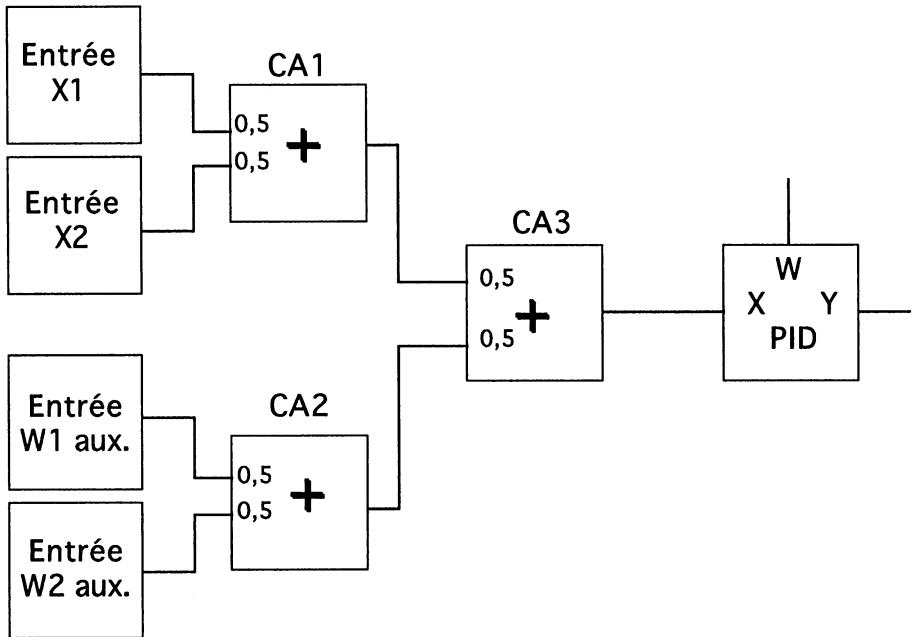 Entrée
X1
CA1
0,5
0,5
+
Entrée
X2
CA3
0,5
0,5
+
W
X Y
PID
Entrée
W1 aux.
CA2
0,5
0,5
+
Entrée
W2 aux.